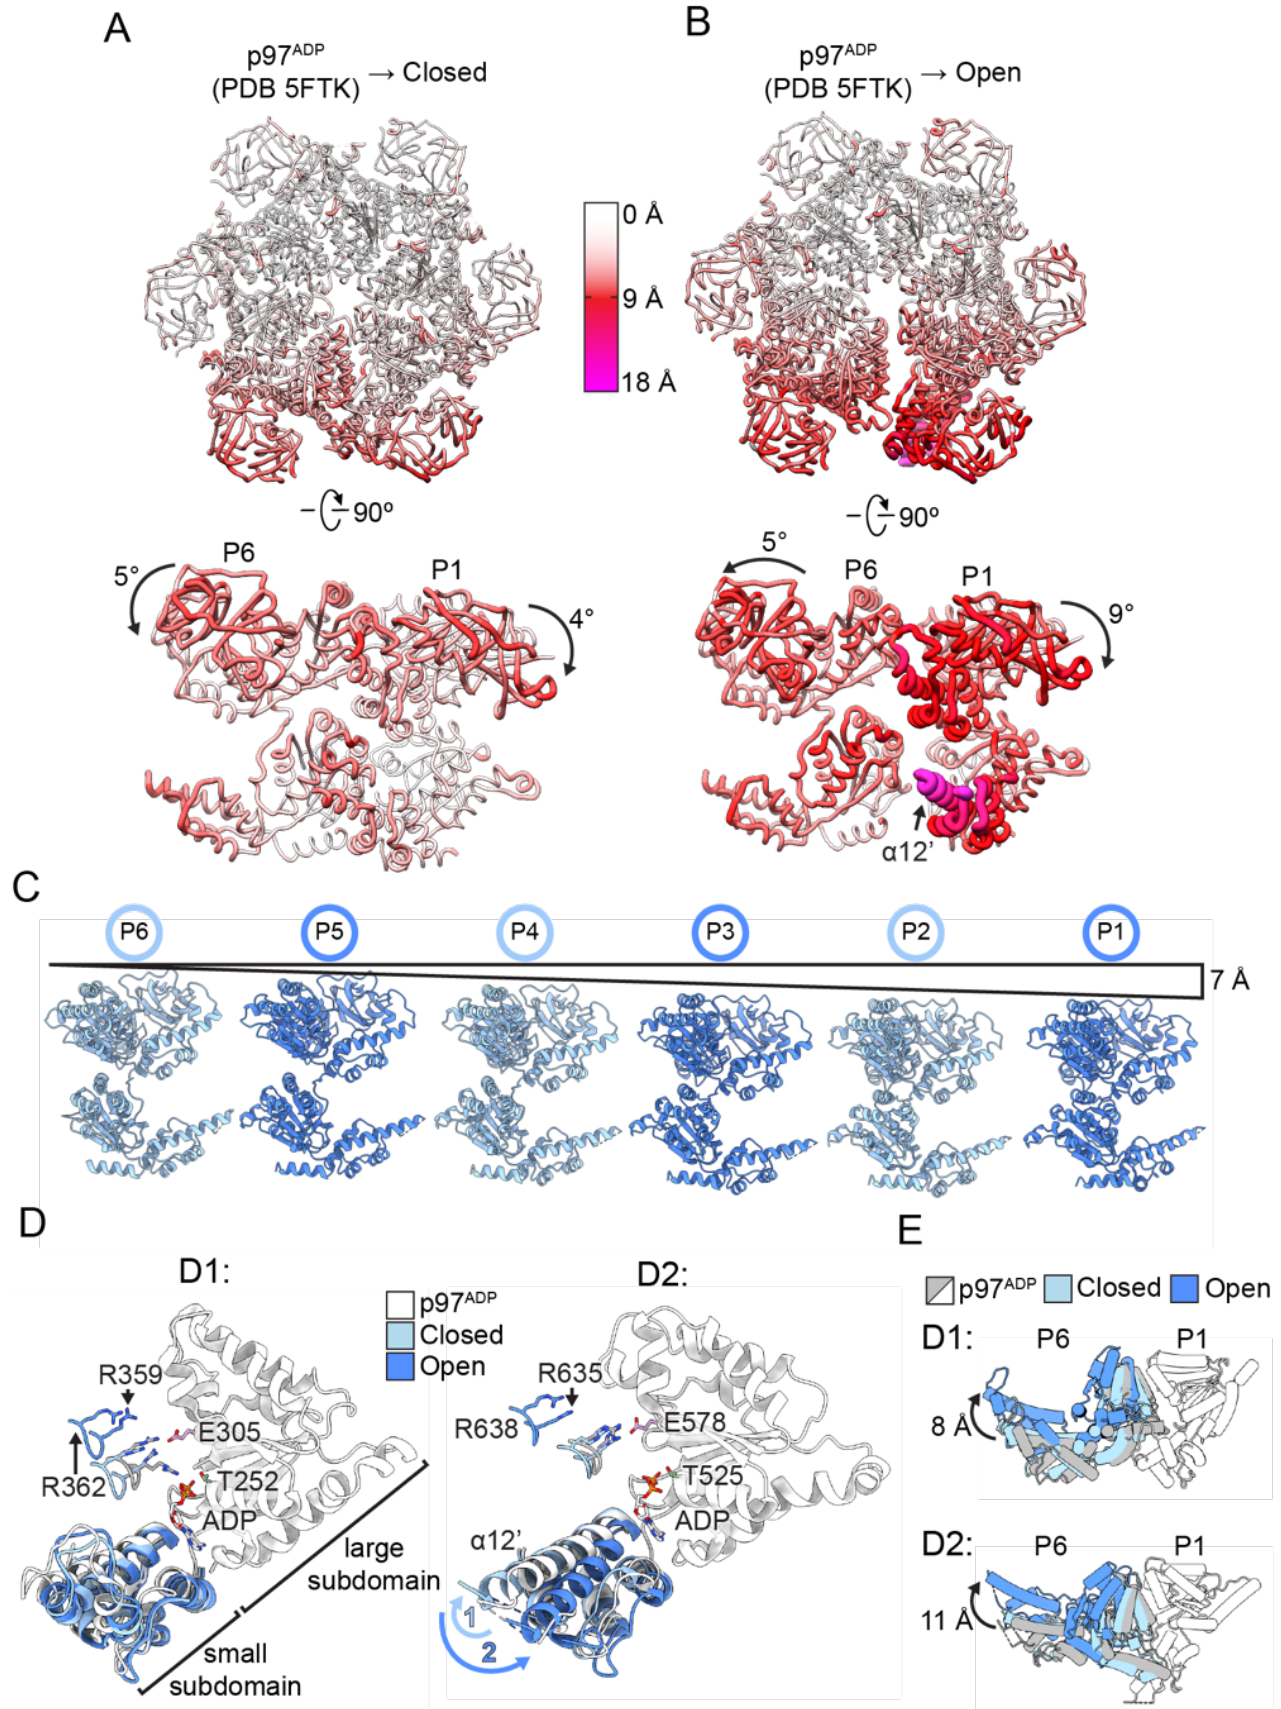 A
B
p97ADP
(PDB 5FTK) → Closed
p97ADP
(PDB 5FTK) → Open
0 Å
9 Å
18 Å
90º
90º
5°
P6
P1
4°
5°
P6
P1
9°
α12’
C
P6
P5
P4
P3
P2
P1
7 Å
D
E
D1:
D2:
p97ADP
Closed
Open
p97ADP
Closed
Open
R359
R362
E305
T252
ADP
large
subdomain
small
subdomain
R635
R638
E578
T525
ADP
α12’
1
2
D1:
P6
P1
8 Å
D2:
P6
P1
11 Å